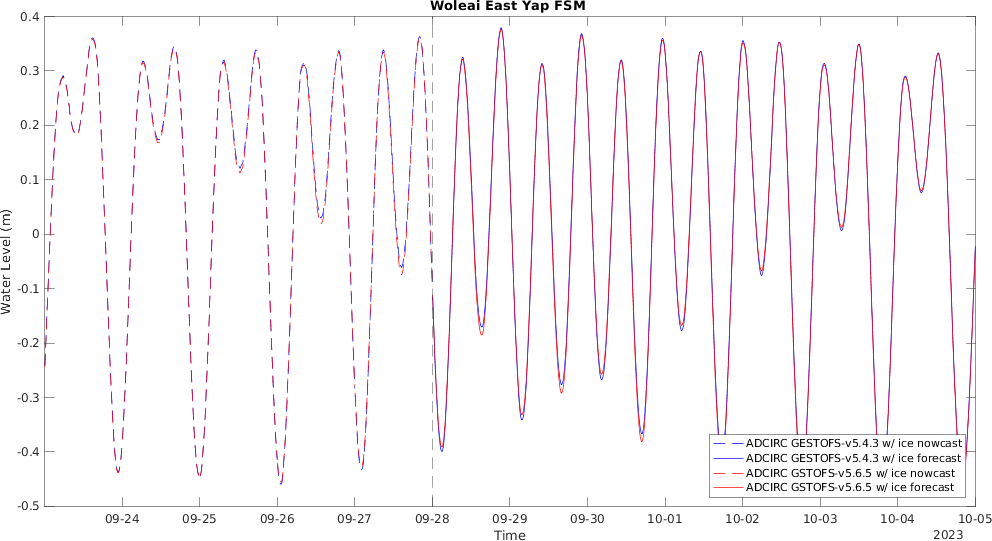 Woleai East Yap FSM
0.4
0.3
0.2
0.1
0
-0.1
-0.2
-0.3
-0.4
-0.5
Water Level (m)
ADCIRC GESTOFS-v5.4.3 w/ ice nowcast
ADCIRC GESTOFS-v5.4.3 w/ ice forecast
ADCIRC GSTOFS-v5.6.5 w/ ice nowcast
ADCIRC GSTOFS-v5.6.5 w/ ice forecast
09-24 09-25 09-26 09-27 09-28 09-29 09-30 10-01 10-02 10-03 10-04 10-05
Time
2023